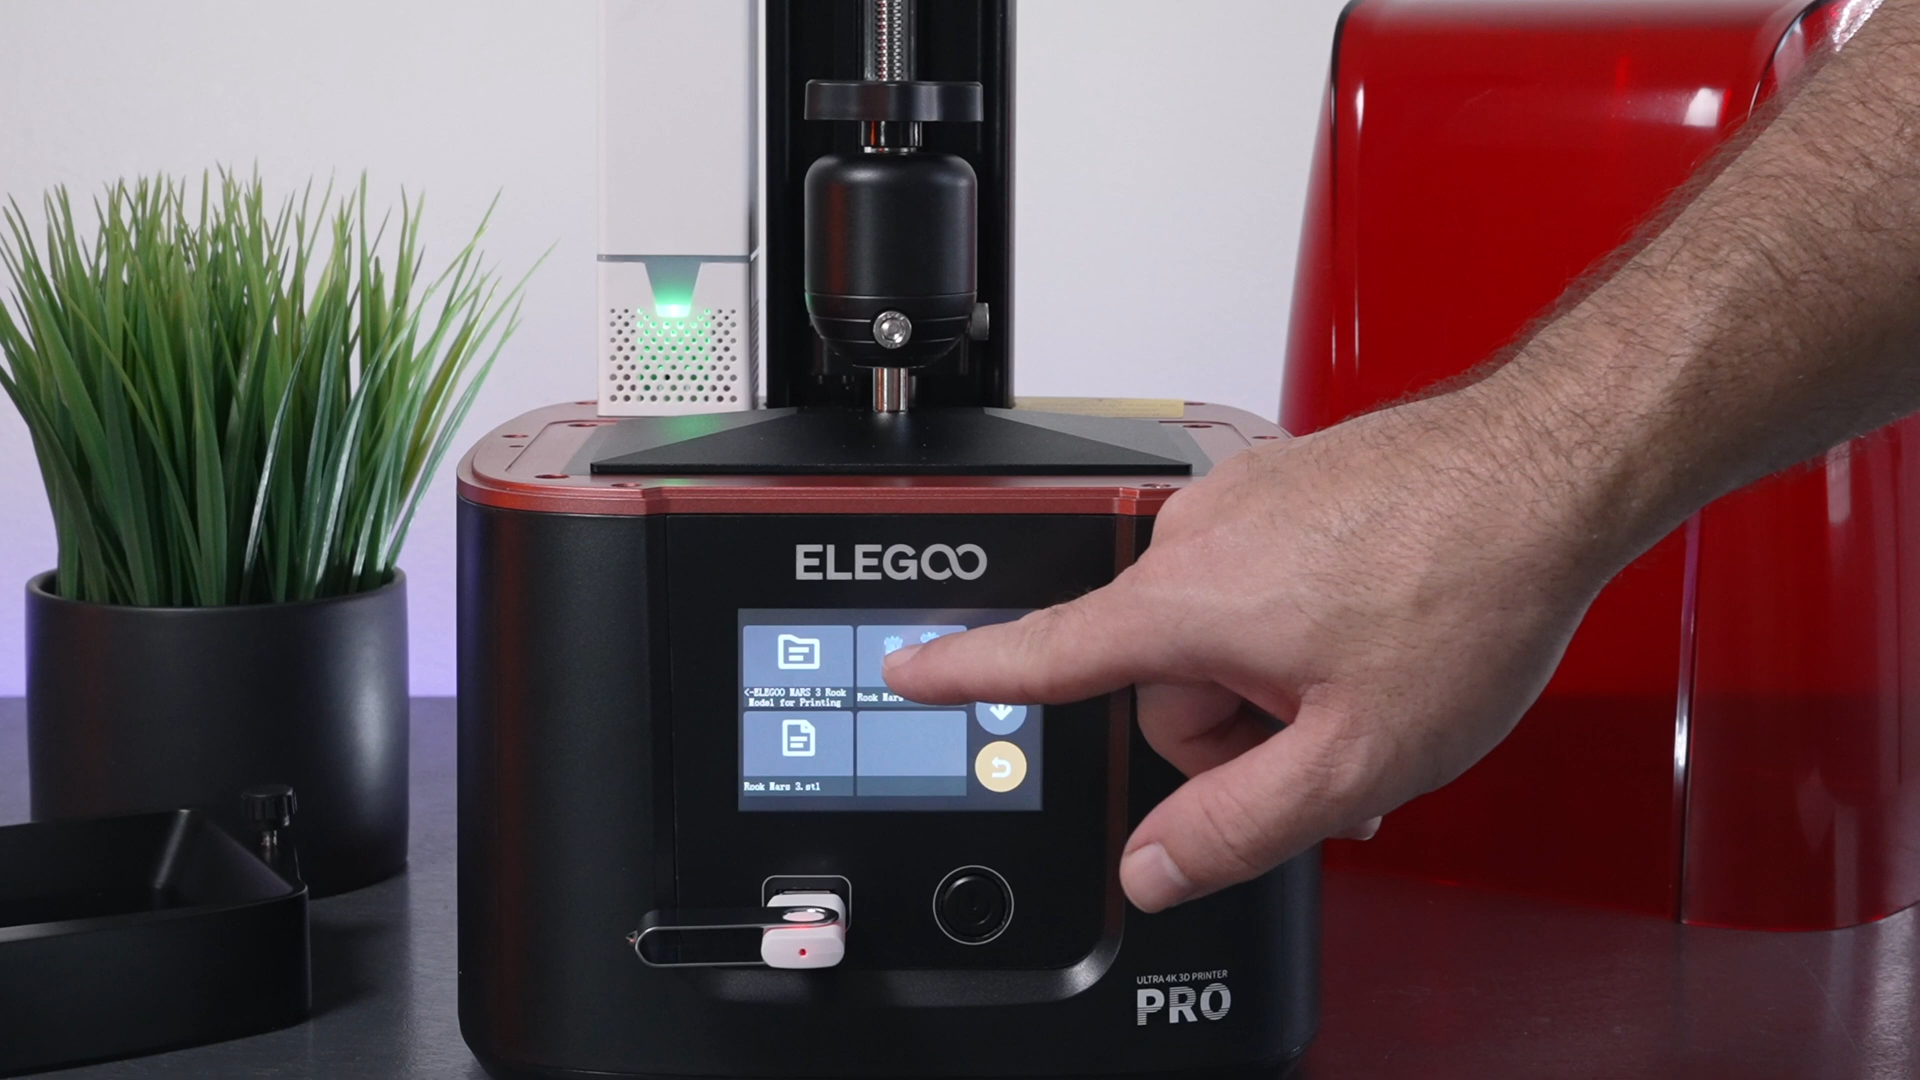 ELEGOO
<-ELEGOO MARS 3 Rook
Model for Printing
Rook Mars
Rook Mars 3.stl
ULTRA 4K 3D PRINTER
PRO